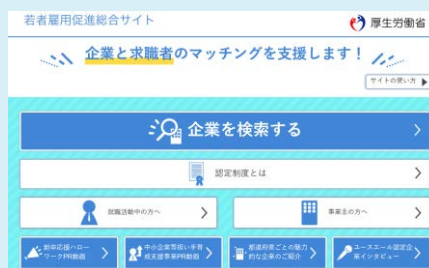 若者雇用促進総合サイト
厚生労働省
企業と求職者のマッチングを支援します！
サイトの使い方
企業を検索する
認定制度とは
就職活動中の方へ
事業主の方へ
新卒応援ハロー
ワークPR動画
中小企業等担い手育
成支援事業PR動画
都道府県ごとの魅力
的な企業のご紹介
ユースエール認定企
業インタビュー